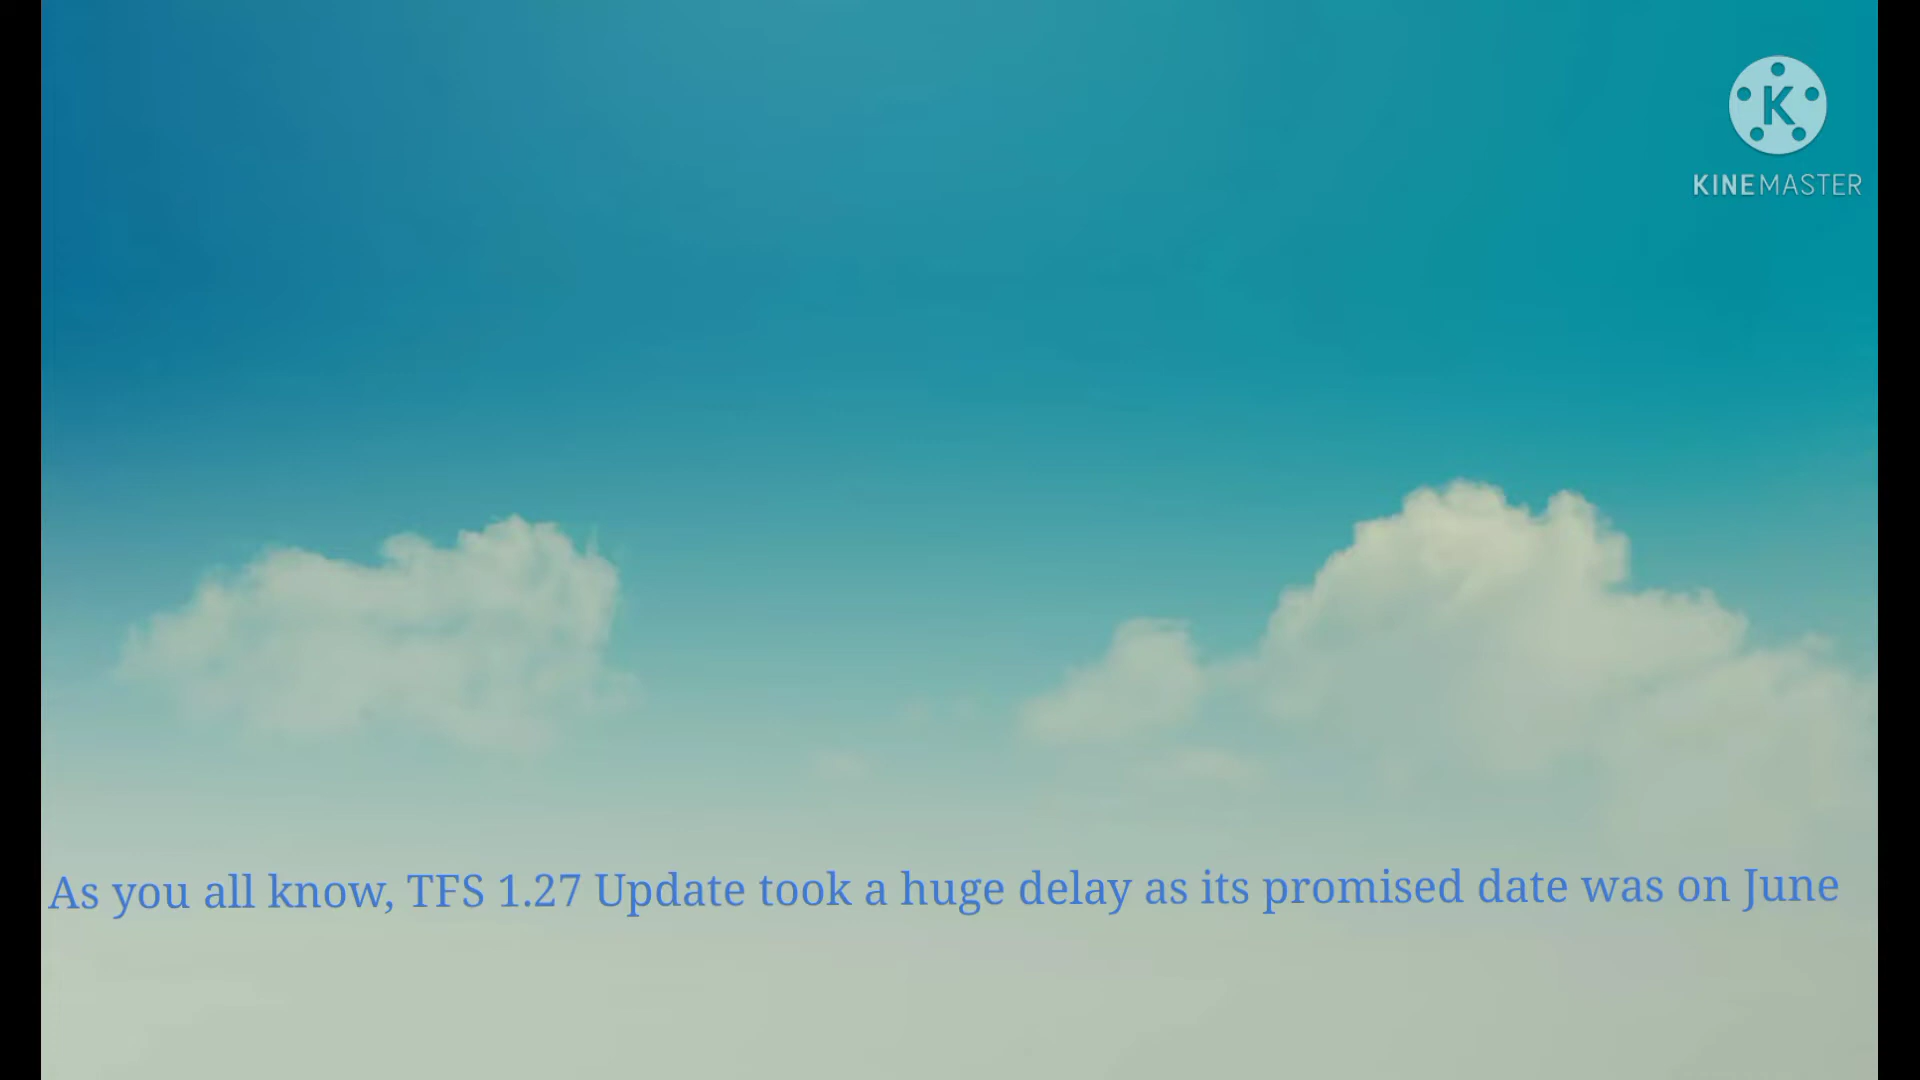 K
KINEMASTER
As you all know, TFS 1.27 Update took a huge delay as its promised date was on June